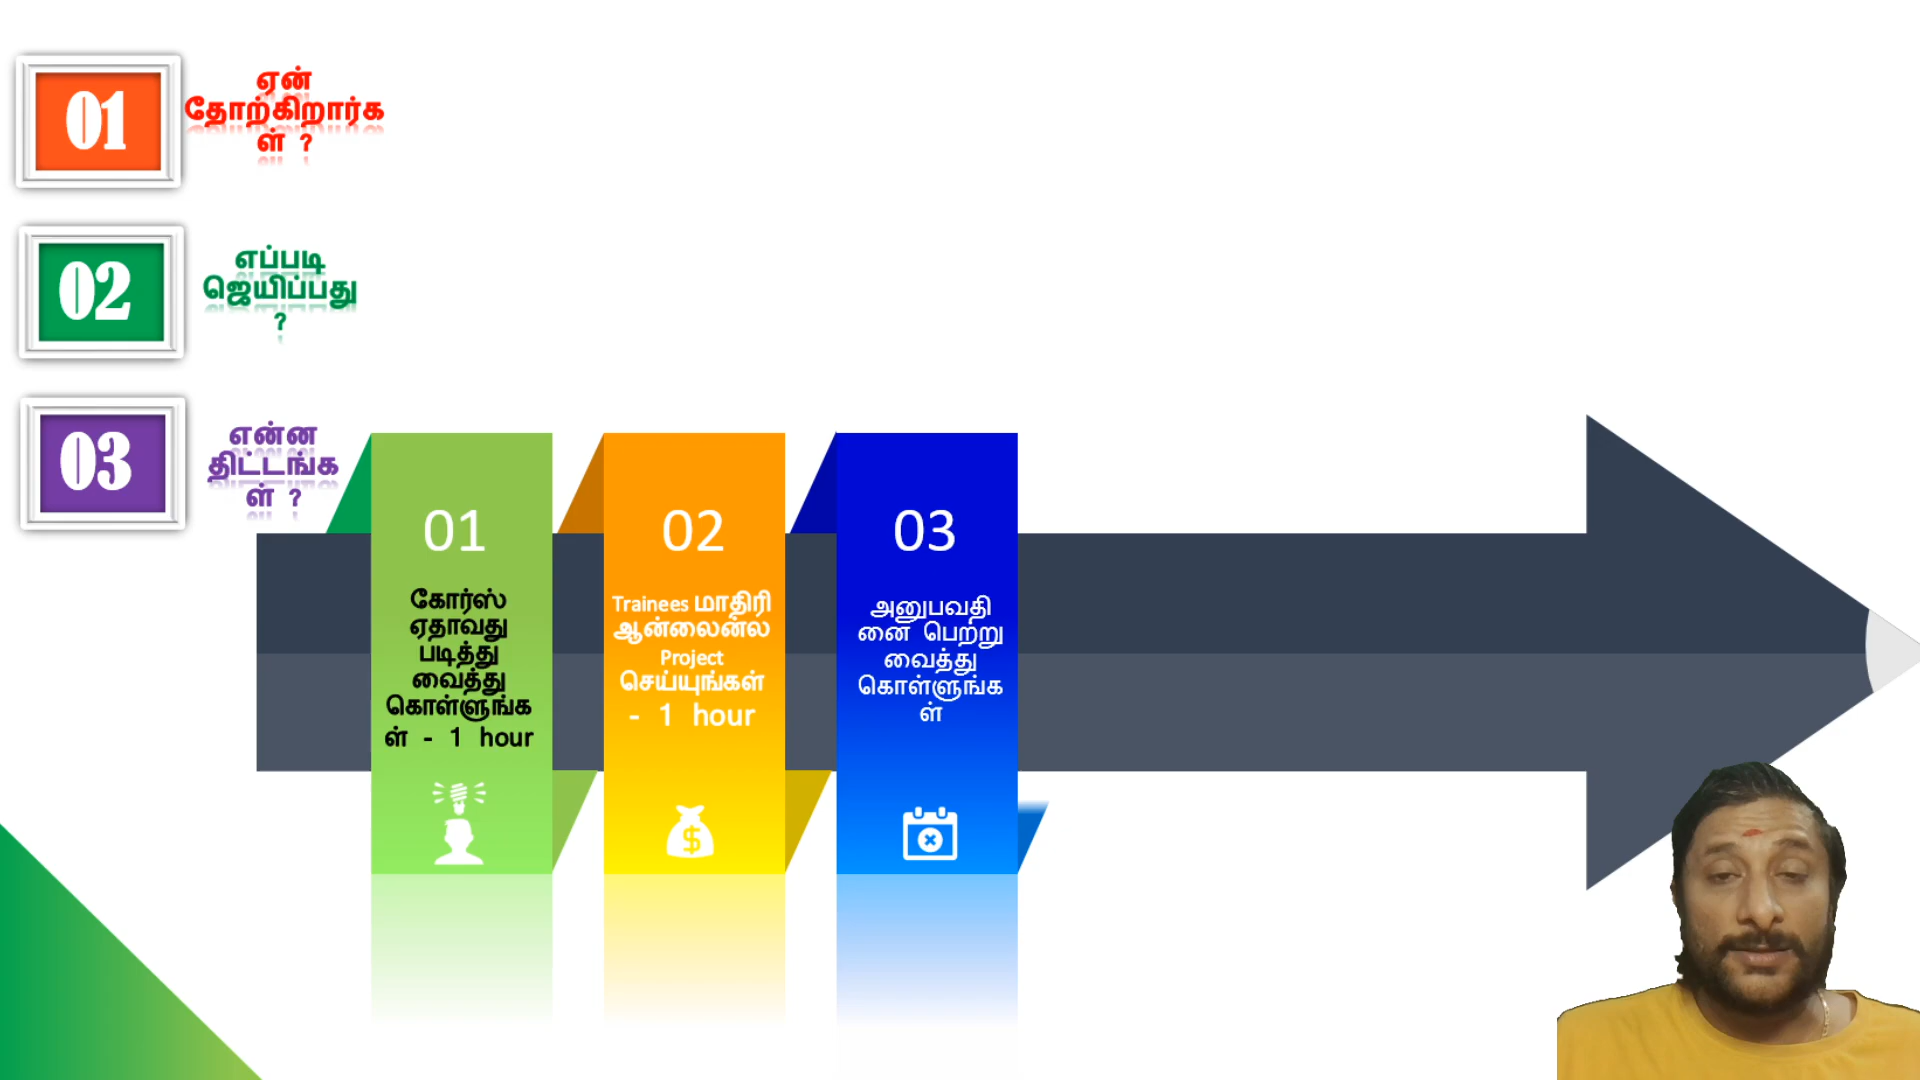 01
ஏன்
தோற்கிறார்க
ள் ?
02
எப்படி
ஜெயிப்பது
?
03
என்ன
திட்டங்க
ள் ?
01
கோர்ஸ்
ஏதாவது
படித்து
வைத்து
கொள்ளுங்க
ள் - 1 hour
02
Trainees மாதிரி
ஆன்லைன்ல
Project
செய்யுங்கள்
- 1 hour
03
அனுபவதி
னை பெற்று
வைத்து
கொள்ளுங்க
ள்